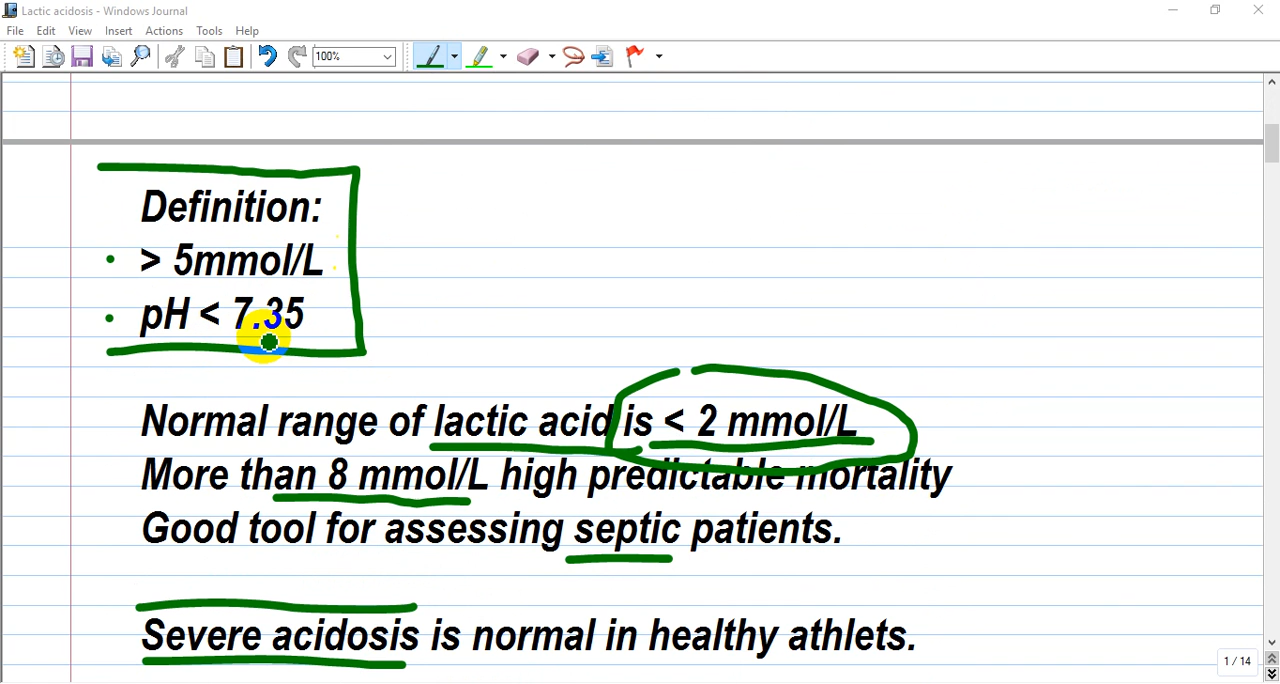 Lactic acidosis - Windows Journal
File Edit View Insert Actions Tools Help
100%
Definition:
• > 5mmol/L
• pH < 7.35
Normal range of lactic acid is < 2 mmol/L
More than 8 mmol/L high predictable mortality
Good tool for assessing septic patients.
Severe acidosis is normal in healthy athlets.
1 / 14